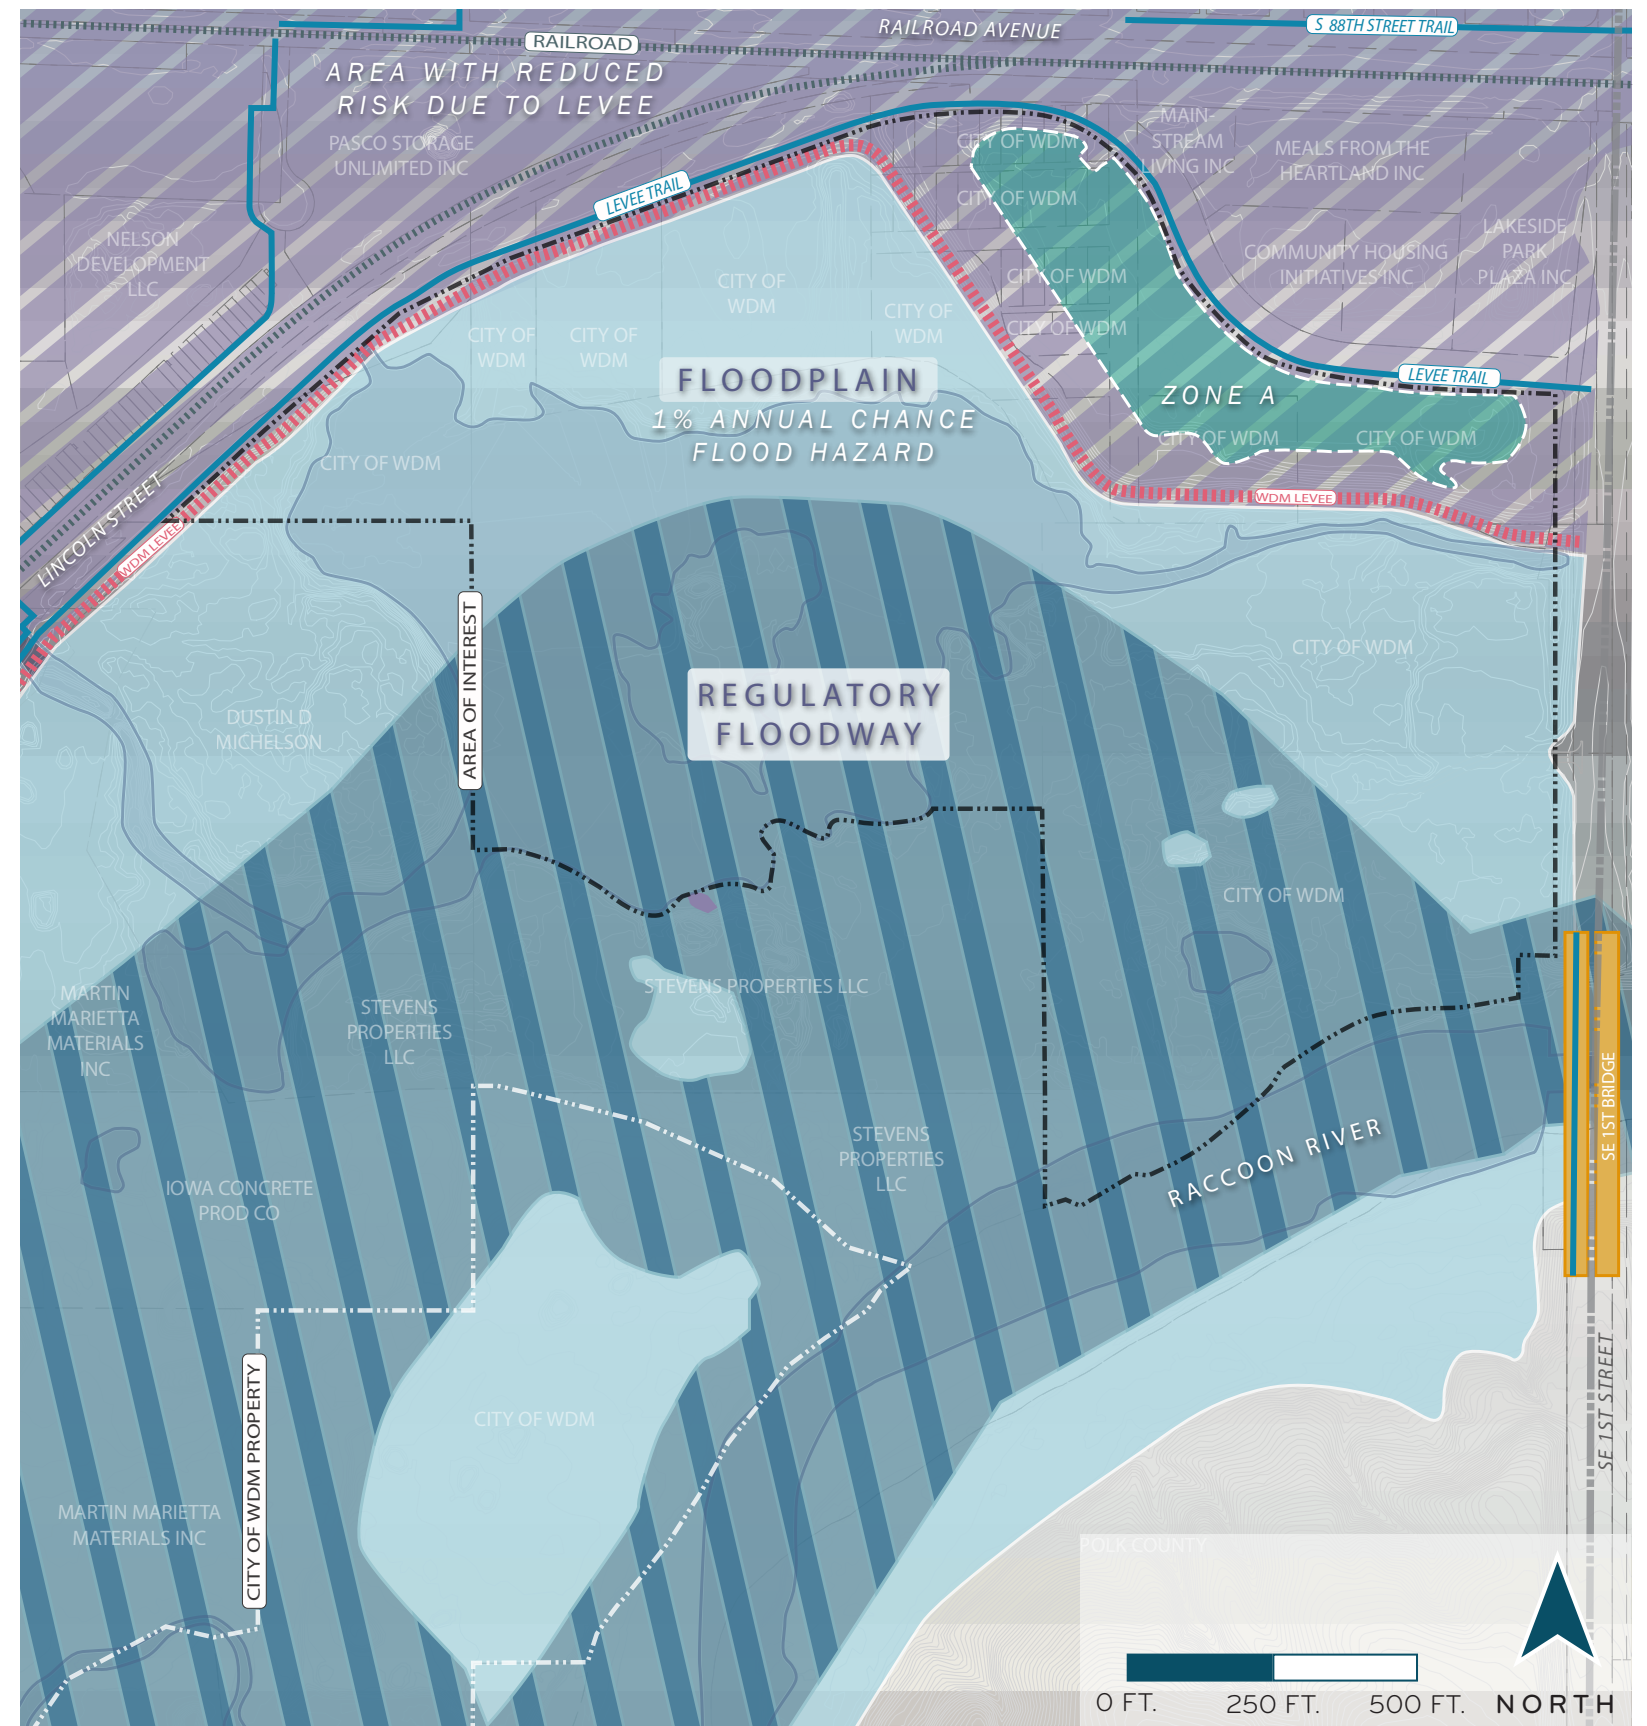 RAILROAD AVENUE
S 88TH STREET TRAIL
RAILROAD
AREA WITH REDUCED
RISK DUE TO LEVEE
PASCO STORAGE
UNLIMITED INC
CITY OF WDM
MAIN-
STREAM
LIVING INC
MEALS FROM THE
HEARTLAND INC
LEVEE TRAIL
CITY OF WDM
NELSON
DEVELOPMENT
LLC
COMMUNITY HOUSING
INITIATIVES INC
LAKESIDE
PARK
PLAZA INC
CITY OF WDM
CITY OF
WDM
CITY OF
WDM
CITY OF WDM
CITY OF
WDM
CITY OF
WDM
FLOODPLAIN
1% ANNUAL CHANCE
FLOOD HAZARD
LEVEE TRAIL
ZONE A
CITY OF WDM
CITY OF WDM
CITY OF WDM
WDM LEVEE
LINCOLN STREET
WDM LEVEE
AREA OF INTEREST
CITY OF WDM
DUSTIN D
MICHELSON
REGULATORY
FLOODWAY
CITY OF WDM
STEVENS PROPERTIES LLC
MARTIN
MARIETTA
MATERIALS
INC
STEVENS
PROPERTIES
LLC
SE 1ST BRIDGE
STEVENS
PROPERTIES
LLC
RACCOON RIVER
IOWA CONCRETE
PROD CO
CITY OF WDM
CITY OF WDM PROPERTY
SE 1ST STREET
MARTIN MARIETTA
MATERIALS INC
POLK COUNTY
0 FT.
250 FT.
500 FT.
NORTH